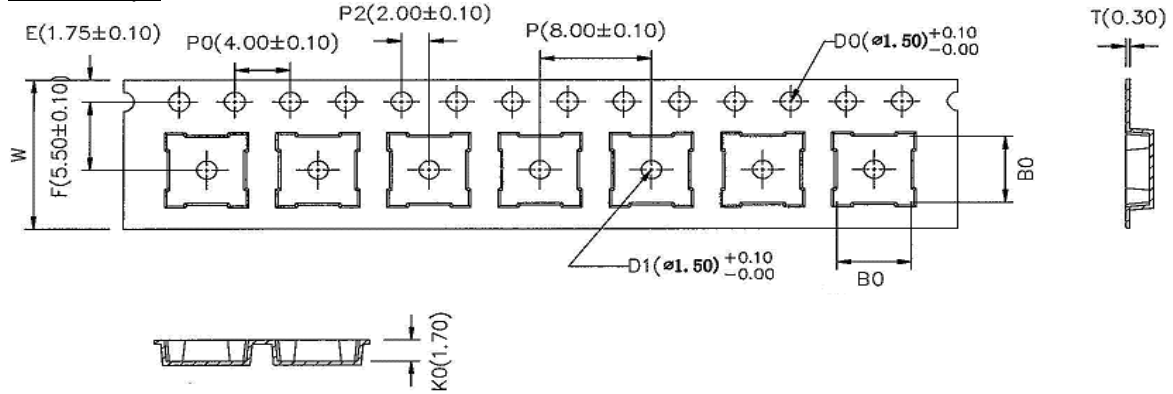 P2(2.00±0.10)
T(0.30)
E(1.75±0.10)
P0(4.00±0.10)
P(8.00±0.10)
D0(ø1.50)+0.10
-0.00
W
F(5.50±0.10)
B0
D1(ø1.50)+0.10
-0.00
B0
K0(1.70)